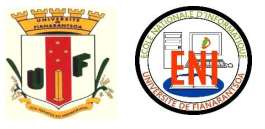 UNIVERSITE
DE
FIANARANTSOA
U F
ECOLE NATIONALE D'INFORMATIQUE
ENI
UNIVERSITE DE FIANARANTSOA